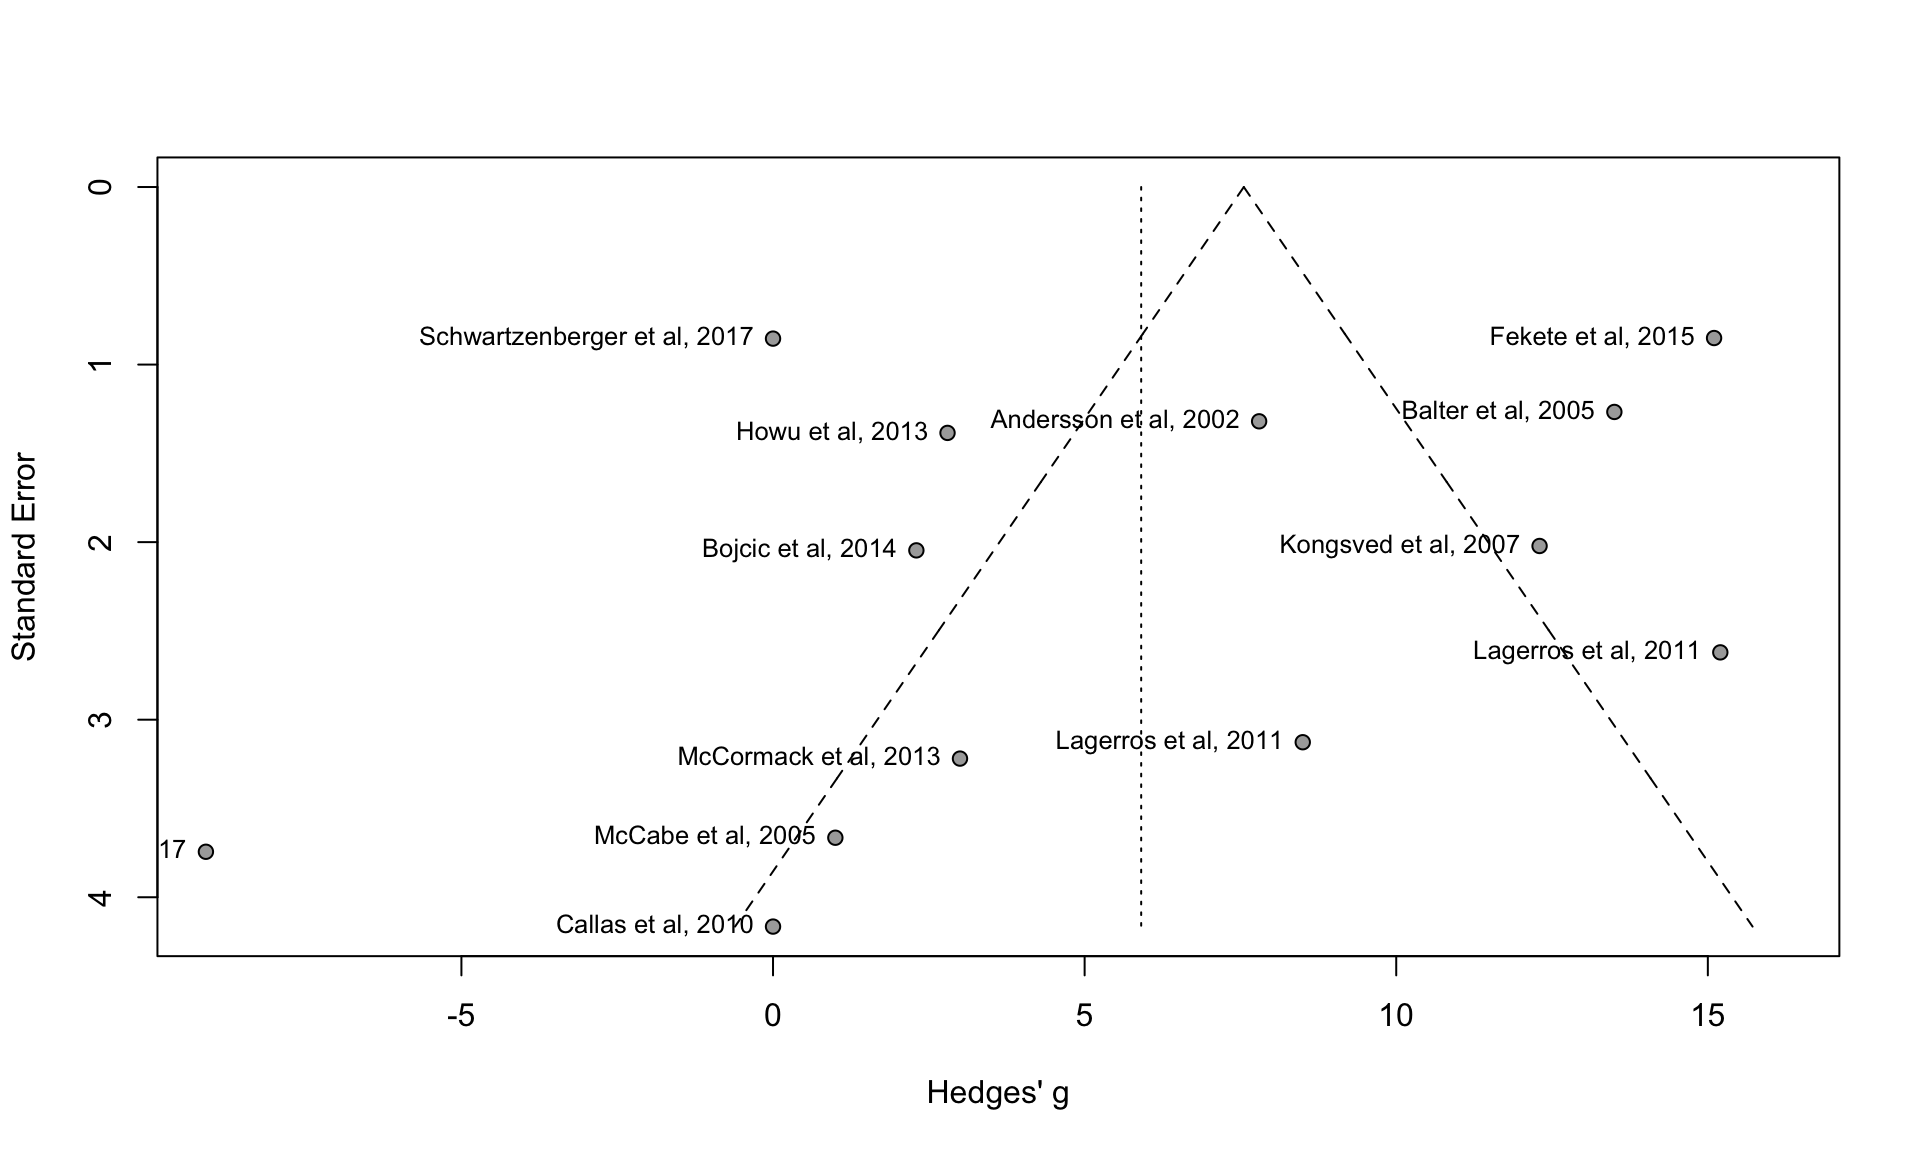 0
Schwartzenberger et al, 2017
Fekete et al, 2015
1
Balter et al, 2005
Andersson et al, 2002
Howu et al, 2013
Standard Error
2
Kongsved et al, 2007
Bojcic et al, 2014
Lagerros et al, 2011
3
Lagerros et al, 2011
McCormack et al, 2013
McCabe et al, 2005
17
4
Callas et al, 2010
-5 0 5 10 15
Hedges' g